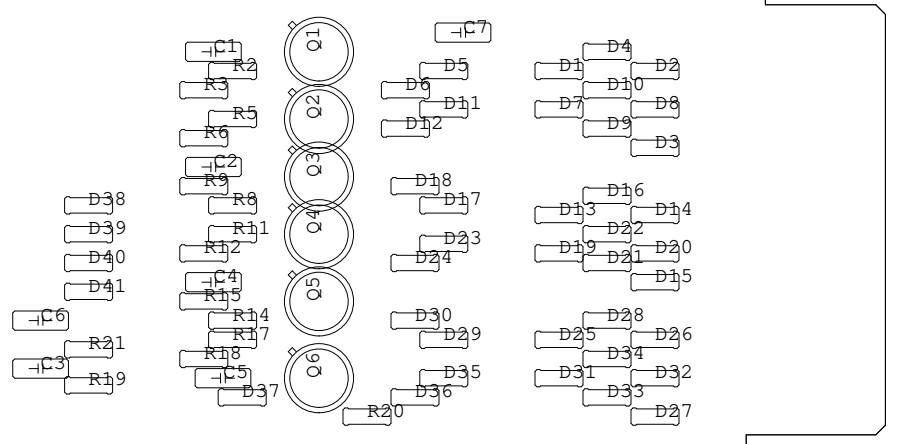 C7
Q1
C1
D4
R2
D5
D1
D2
R3
D6
D10
Q2
D11
D7
D8
R5
D12
D9
R6
D3
C2
Q3
R9
D18
D16
D38
R8
D17
D13
D14
Q4
D39
R11
D22
R12
D23
D19
D20
D40
D24
D21
C4
D15
D41
Q5
R15
C6
R14
D30
D28
R17
D29
D25
D26
R21
R18
D34
C3
Q6
C5
D35
D31
D32
R19
D37
D36
D33
R20
D27